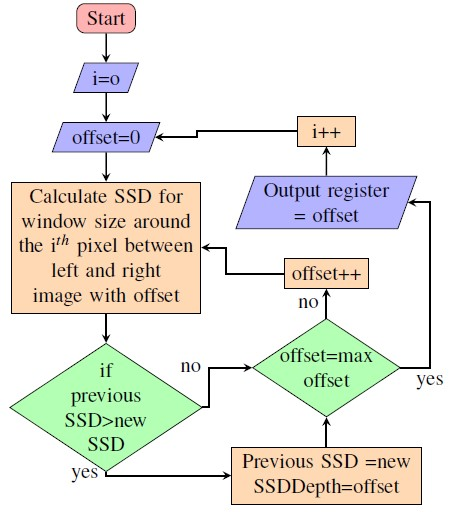 Start
i=o
offset=0
i++
Output register
= offset
Calculate SSD for
window size around
the iᵗʰ pixel between
left and right
image with offset
offset++
no
offset=max
offset
yes
if
previous
SSD>new
SSD
no
yes
Previous SSD =new
SSDDepth=offset